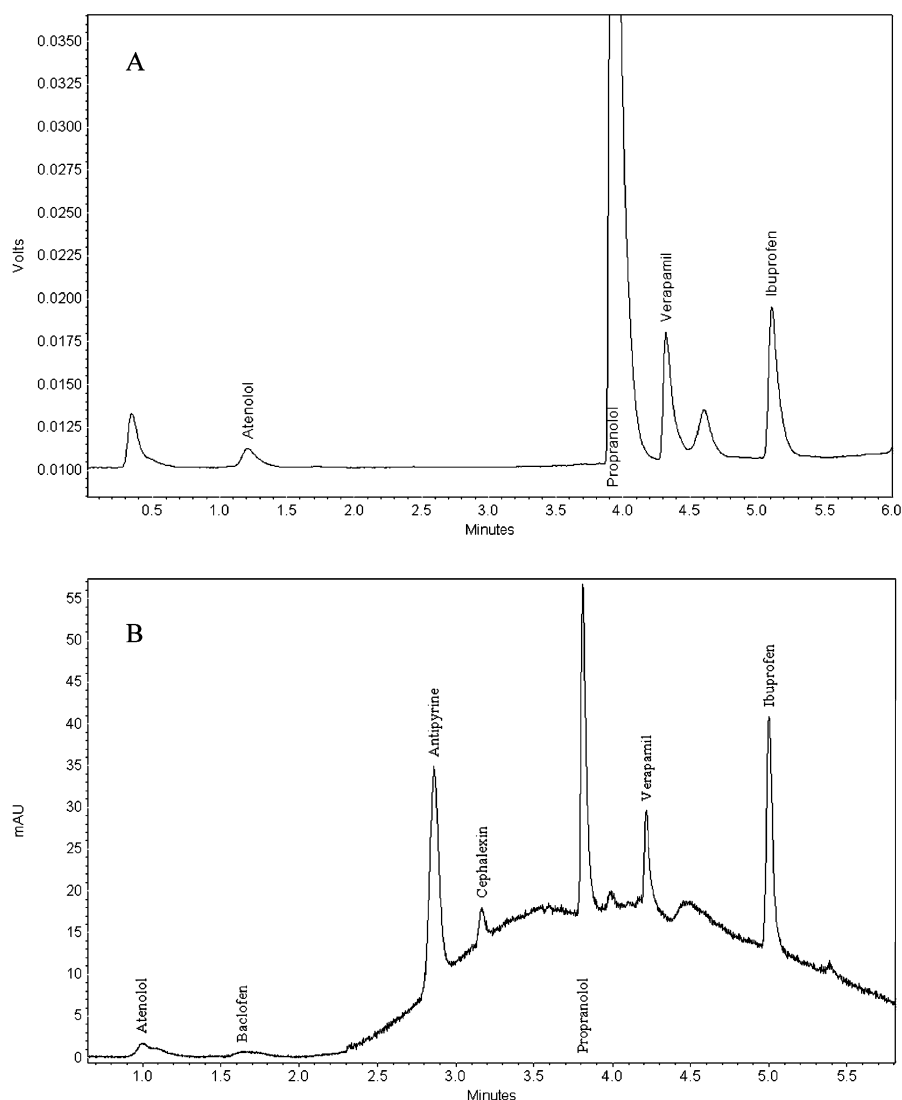 A
Volts
0.0350
0.0325
0.0300
0.0275
0.0250
0.0225
0.0200
0.0175
0.0150
0.0125
0.0100
Atenolol
Propranolol
Verapamil
Ibuprofen
0.5 1.0 1.5 2.0 2.5 3.0 3.5 4.0 4.5 5.0 5.5 6.0
Minutes
B
mAU
55
50
45
40
35
30
25
20
15
10
5
0
Atenolol
Baclofen
Antipyrine
Cephalexin
Propranolol
Verapamil
Ibuprofen
1.0 1.5 2.0 2.5 3.0 3.5 4.0 4.5 5.0 5.5
Minutes